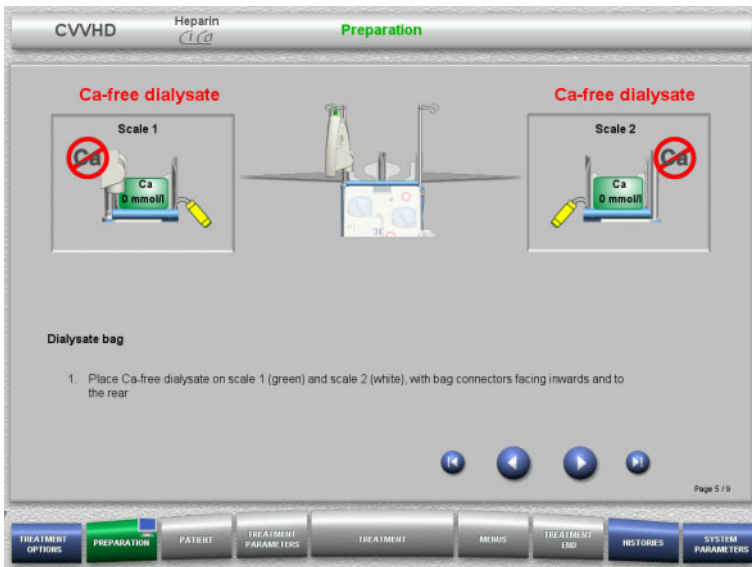 CVVHD
Heparin
CiCa
Preparation
Ca-free dialysate
Ca-free dialysate
Scale 1
Scale 2
Ca
Ca
Ca
0 mmol/l
Ca
0 mmol/l
Dialysate bag
1. Place Ca-free dialysate on scale 1 (green) and scale 2 (white), with bag connectors facing inwards and to
the rear
Page 5 / 9
TREATMENT
OPTIONS
PREPARATION
PATIENT
TREATMENT
PARAMETERS
TREATMENT
MENUS
TREATMENT
END
HISTORIES
SYSTEM
PARAMETERS